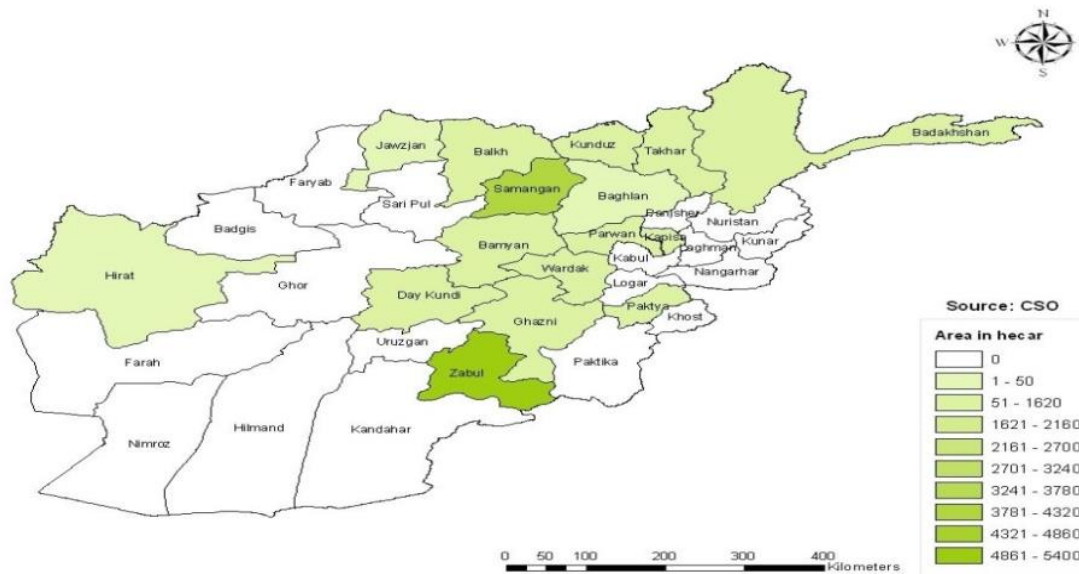 N
W
E
S
Badakhshan
Jawzjan
Balkh
Kunduz
Takhar
Faryab
Samangan
Baghlan
Sari Pul
Panjsher
Nuristan
Badgis
Parwan
Kapisa
Laghman
Kunar
Bamyan
Kabul
Hirat
Wardak
Nangarhar
Ghor
Logar
Day Kundi
Paktya
Ghazni
Khost
Source: CSO
Uruzgan
Farah
Paktika
Zabul
Area in hecar
0
1 - 50
51 - 1620
1621 - 2160
2161 - 2700
2701 - 3240
3241 - 3780
3781 - 4320
4321 - 4860
4861 - 5400
Nimroz
Hilmand
Kandahar
0 50 100 200 300 400
Kilometers